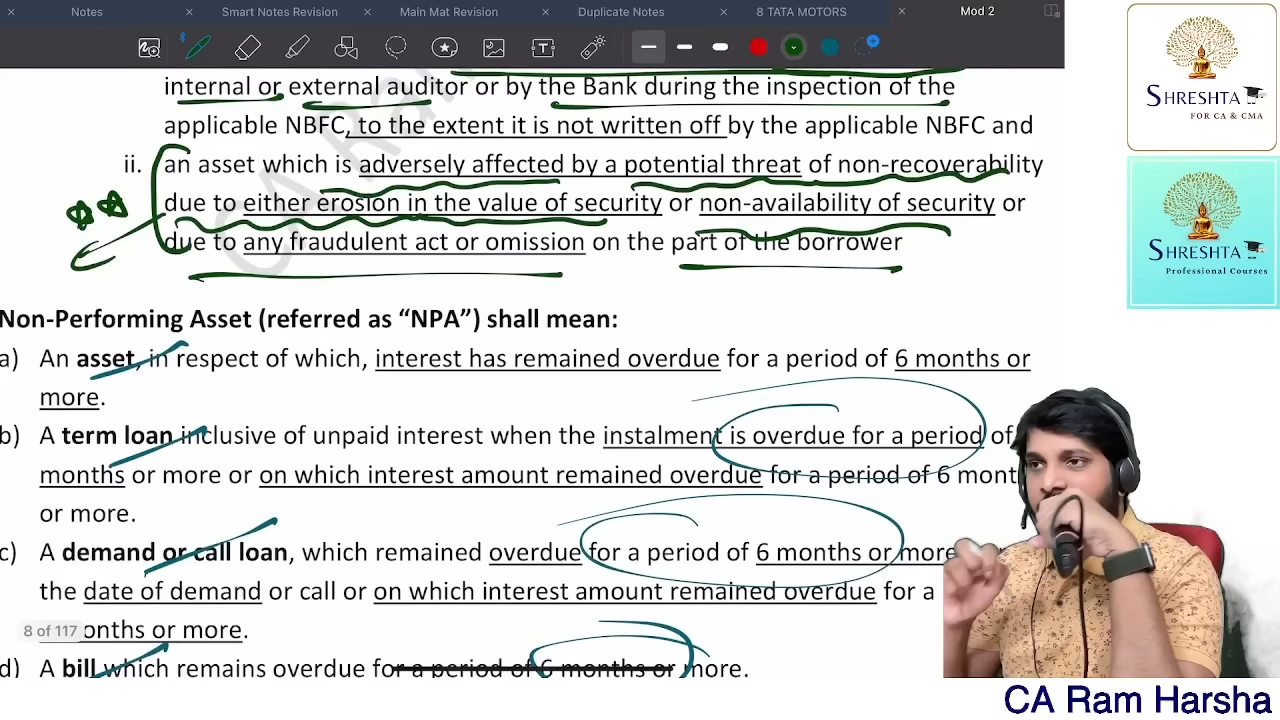 Notes Smart Notes Revision Main Mat Revision Duplicate Notes 8 TATA MOTORS Mod 2
internal or external auditor or by the Bank during the inspection of the
applicable NBFC, to the extent it is not written off by the applicable NBFC and
ii. an asset which is adversely affected by a potential threat of non-recoverability
due to either erosion in the value of security or non-availability of security or
due to any fraudulent act or omission on the part of the borrower
Non-Performing Asset (referred as “NPA”) shall mean:
a) An asset, in respect of which, interest has remained overdue for a period of 6 months or
more.
b) A term loan inclusive of unpaid interest when the instalment is overdue for a period of
months or more or on which interest amount remained overdue for a period of 6 mont
or more.
c) A demand or call loan, which remained overdue for a period of 6 months or more
the date of demand or call or on which interest amount remained overdue for a
onths or more.
8 of 117
d) A bill which remains overdue for a period of 6 months or more.
SHRESHTA
FOR CA & CMA
SHRESHTA
Professional Courses
CA Ram Harsha